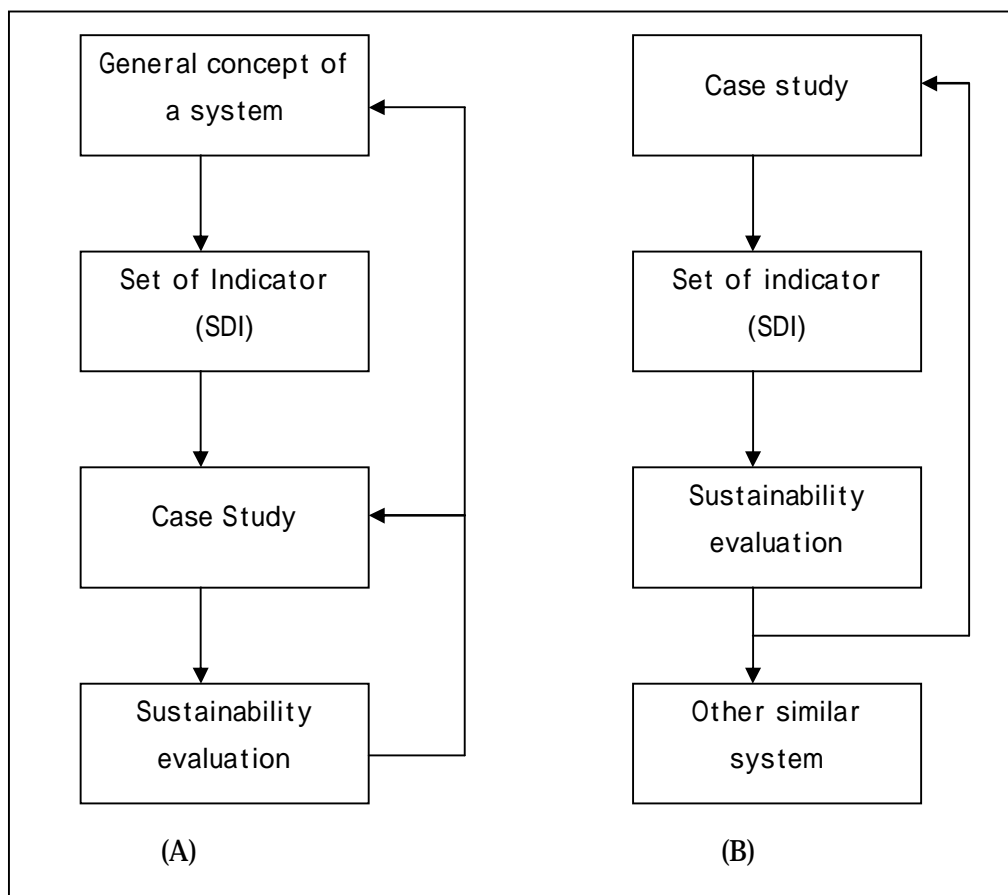 General concept of
a system
Set of Indicator
(SDI)
Case Study
Sustainability
evaluation
(A)
Case study
Set of indicator
(SDI)
Sustainability
evaluation
Other similar
system
(B)